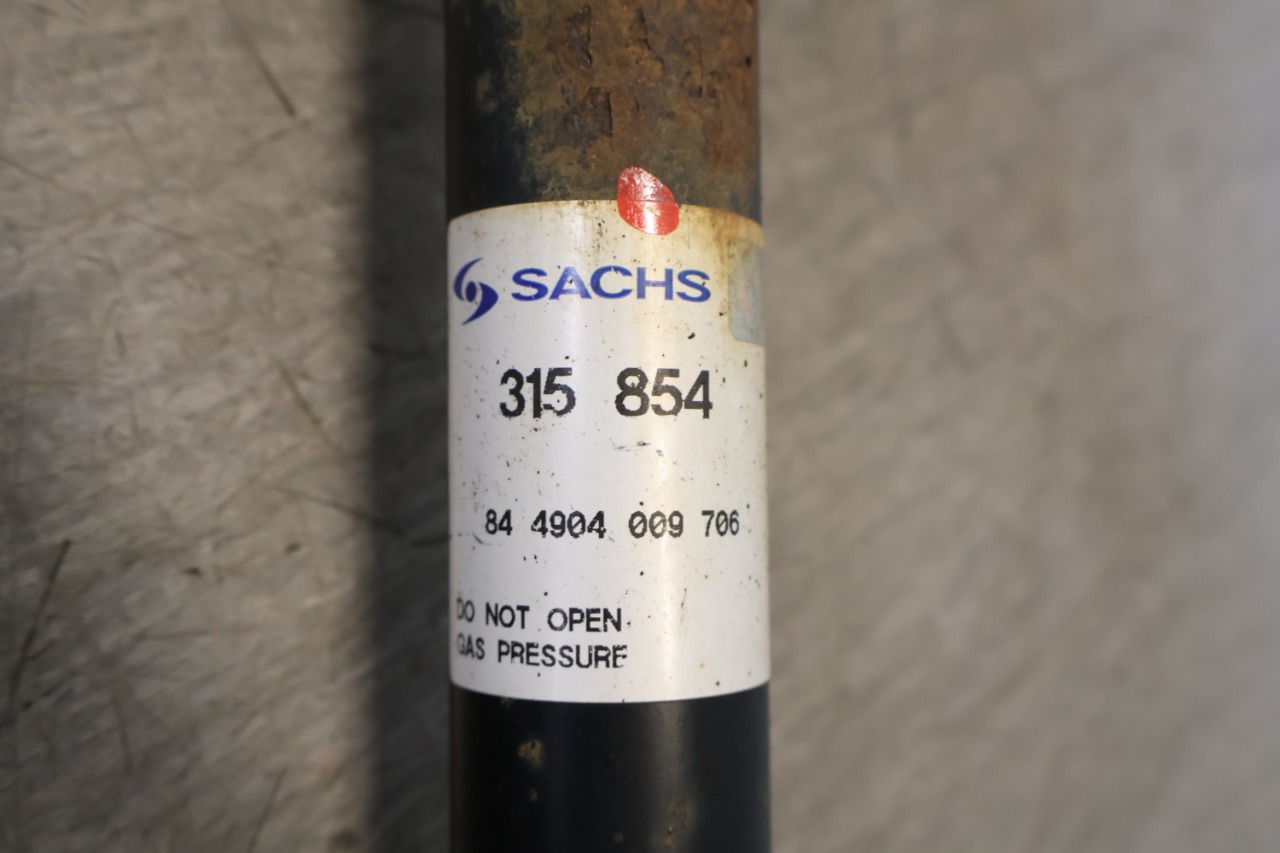 SACHS
315 854
84 4904 009 706
DO NOT OPEN
GAS PRESSURE